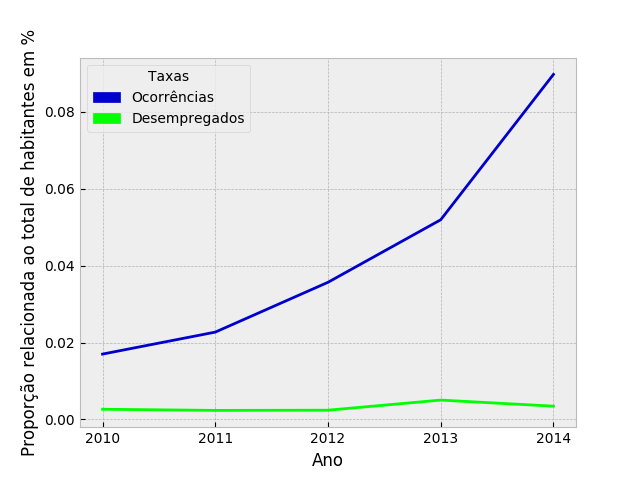 Proporção relacionada ao total de habitantes em %
Taxas
Ocorrências
Desempregados
0.08
0.06
0.04
0.02
0.00
2010 2011 2012 2013 2014
Ano